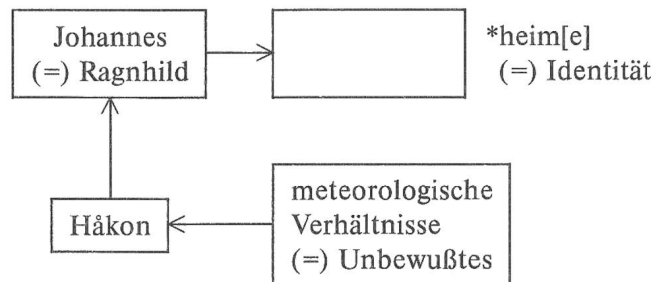 Johannes
(=) Ragnhild
*heim[e]
(=) Identität
Håkon
meteorologische
Verhältnisse
(=) Unbewußtes